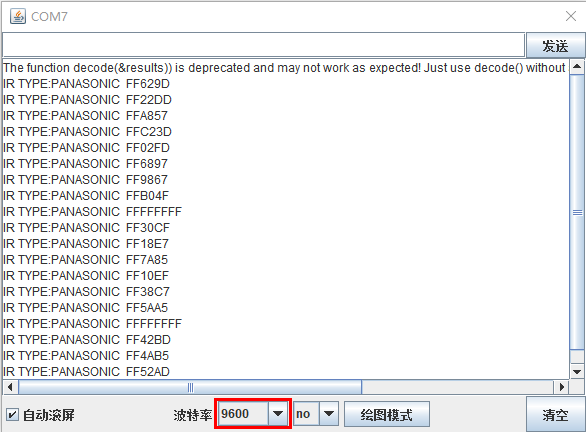 COM7
发送
The function decode(&results)) is deprecated and may not work as expected! Just use decode() without
IR TYPE:PANASONIC FF629D
IR TYPE:PANASONIC FF22DD
IR TYPE:PANASONIC FFA857
IR TYPE:PANASONIC FFC23D
IR TYPE:PANASONIC FF02FD
IR TYPE:PANASONIC FF6897
IR TYPE:PANASONIC FF9867
IR TYPE:PANASONIC FFB04F
IR TYPE:PANASONIC FFFFFFFF
IR TYPE:PANASONIC FF30CF
IR TYPE:PANASONIC FF18E7
IR TYPE:PANASONIC FF7A85
IR TYPE:PANASONIC FF10EF
IR TYPE:PANASONIC FF38C7
IR TYPE:PANASONIC FF5AA5
IR TYPE:PANASONIC FFFFFFFF
IR TYPE:PANASONIC FF42BD
IR TYPE:PANASONIC FF4AB5
IR TYPE:PANASONIC FF52AD
自动滚屏 波特率 9600 no 绘图模式 清空